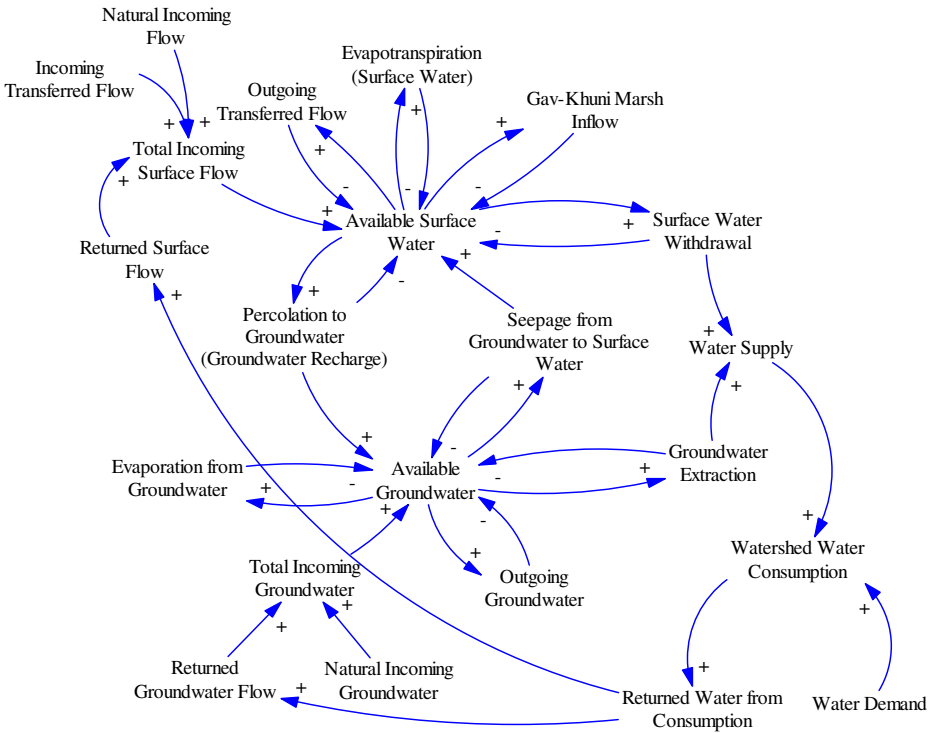 Natural Incoming
Flow
Incoming
Transferred Flow
Evapotranspiration
(Surface Water)
Outgoing
Transferred Flow
Gav-Khuni Marsh
Inflow
+
+
+
+
+
Total Incoming
Surface Flow
+
-
-
-
+
Available Surface
Water
-
+
+
Surface Water
Withdrawal
Returned Surface
Flow
+
+
-
Percolation to
Groundwater
(Groundwater Recharge)
Seepage from
Groundwater to Surface
Water
+
Water Supply
+
+
+
-
Evaporation from
Groundwater
+
-
Available
Groundwater
-
+
Groundwater
Extraction
+
-
+
+
Watershed Water
Consumption
Total Incoming
Groundwater
Outgoing
Groundwater
+
+
+
Returned
Groundwater Flow
+
Natural Incoming
Groundwater
+
Returned Water from
Consumption
Water Demand